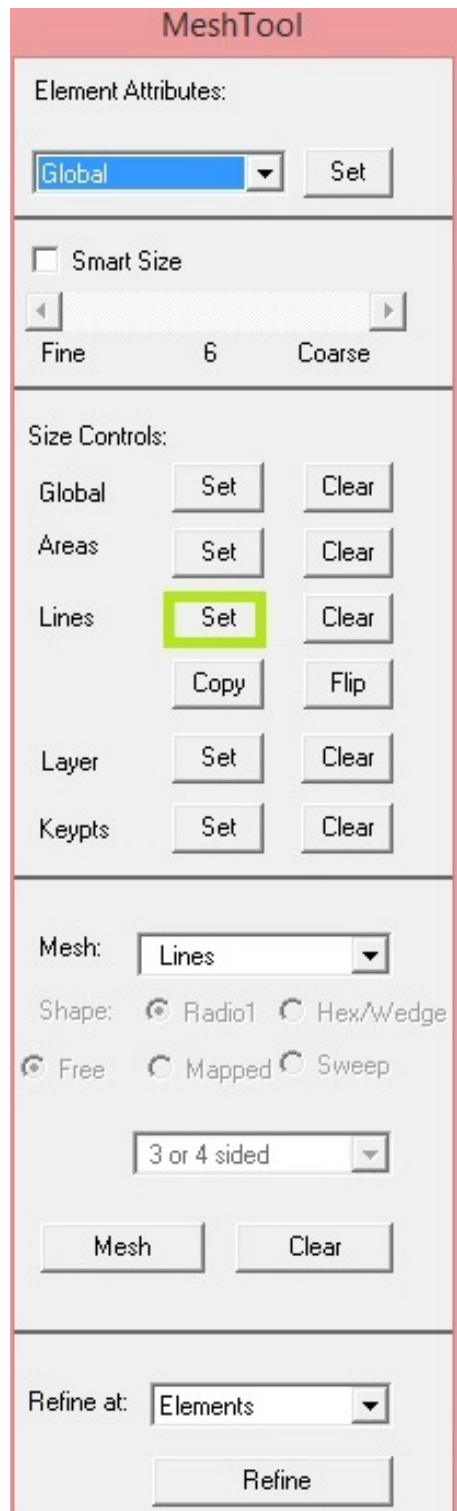 MeshTool
Element Attributes:
Global Set
Smart Size
Fine 6 Coarse
Size Controls:
Global Set Clear
Areas Set Clear
Lines Set Clear
Copy Flip
Layer Set Clear
Keypts Set Clear
Mesh: Lines
Shape: Radio1 Hex/Wedge
Free Mapped Sweep
3 or 4 sided
Mesh Clear
Refine at: Elements
Refine